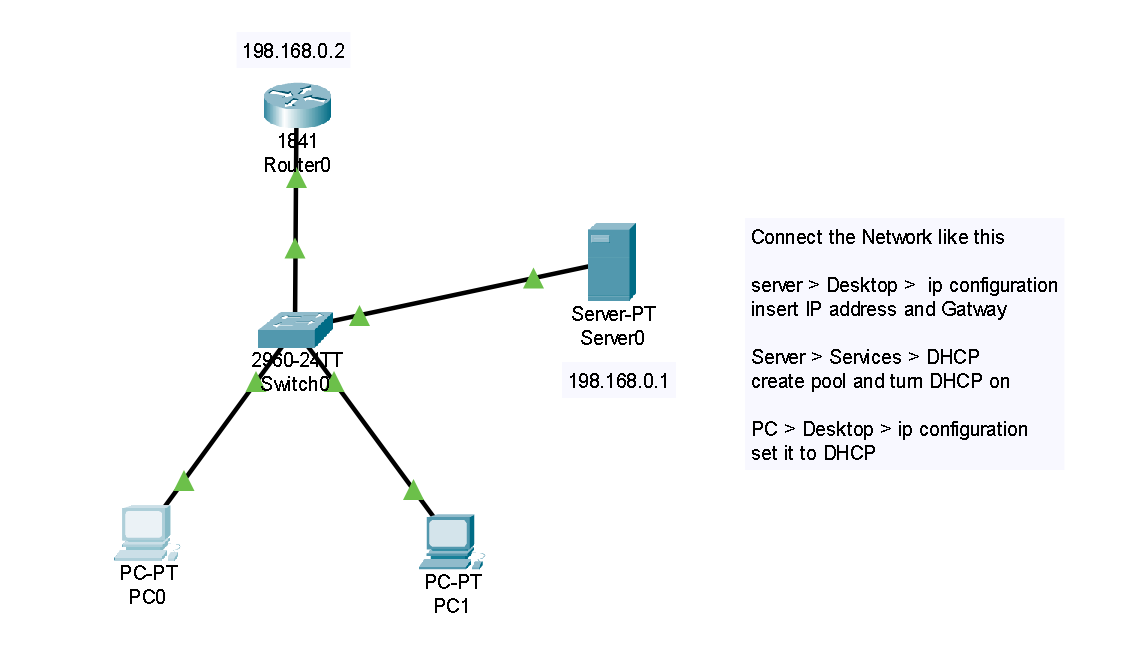 198.168.0.2
1841
Router0
Connect the Network like this
server > Desktop > ip configuration
insert IP address and Gatway
Server > Services > DHCP
create pool and turn DHCP on
PC > Desktop > ip configuration
set it to DHCP
Server-PT
Server0
198.168.0.1
2960-24TT
Switch0
PC-PT
PC0
PC-PT
PC1